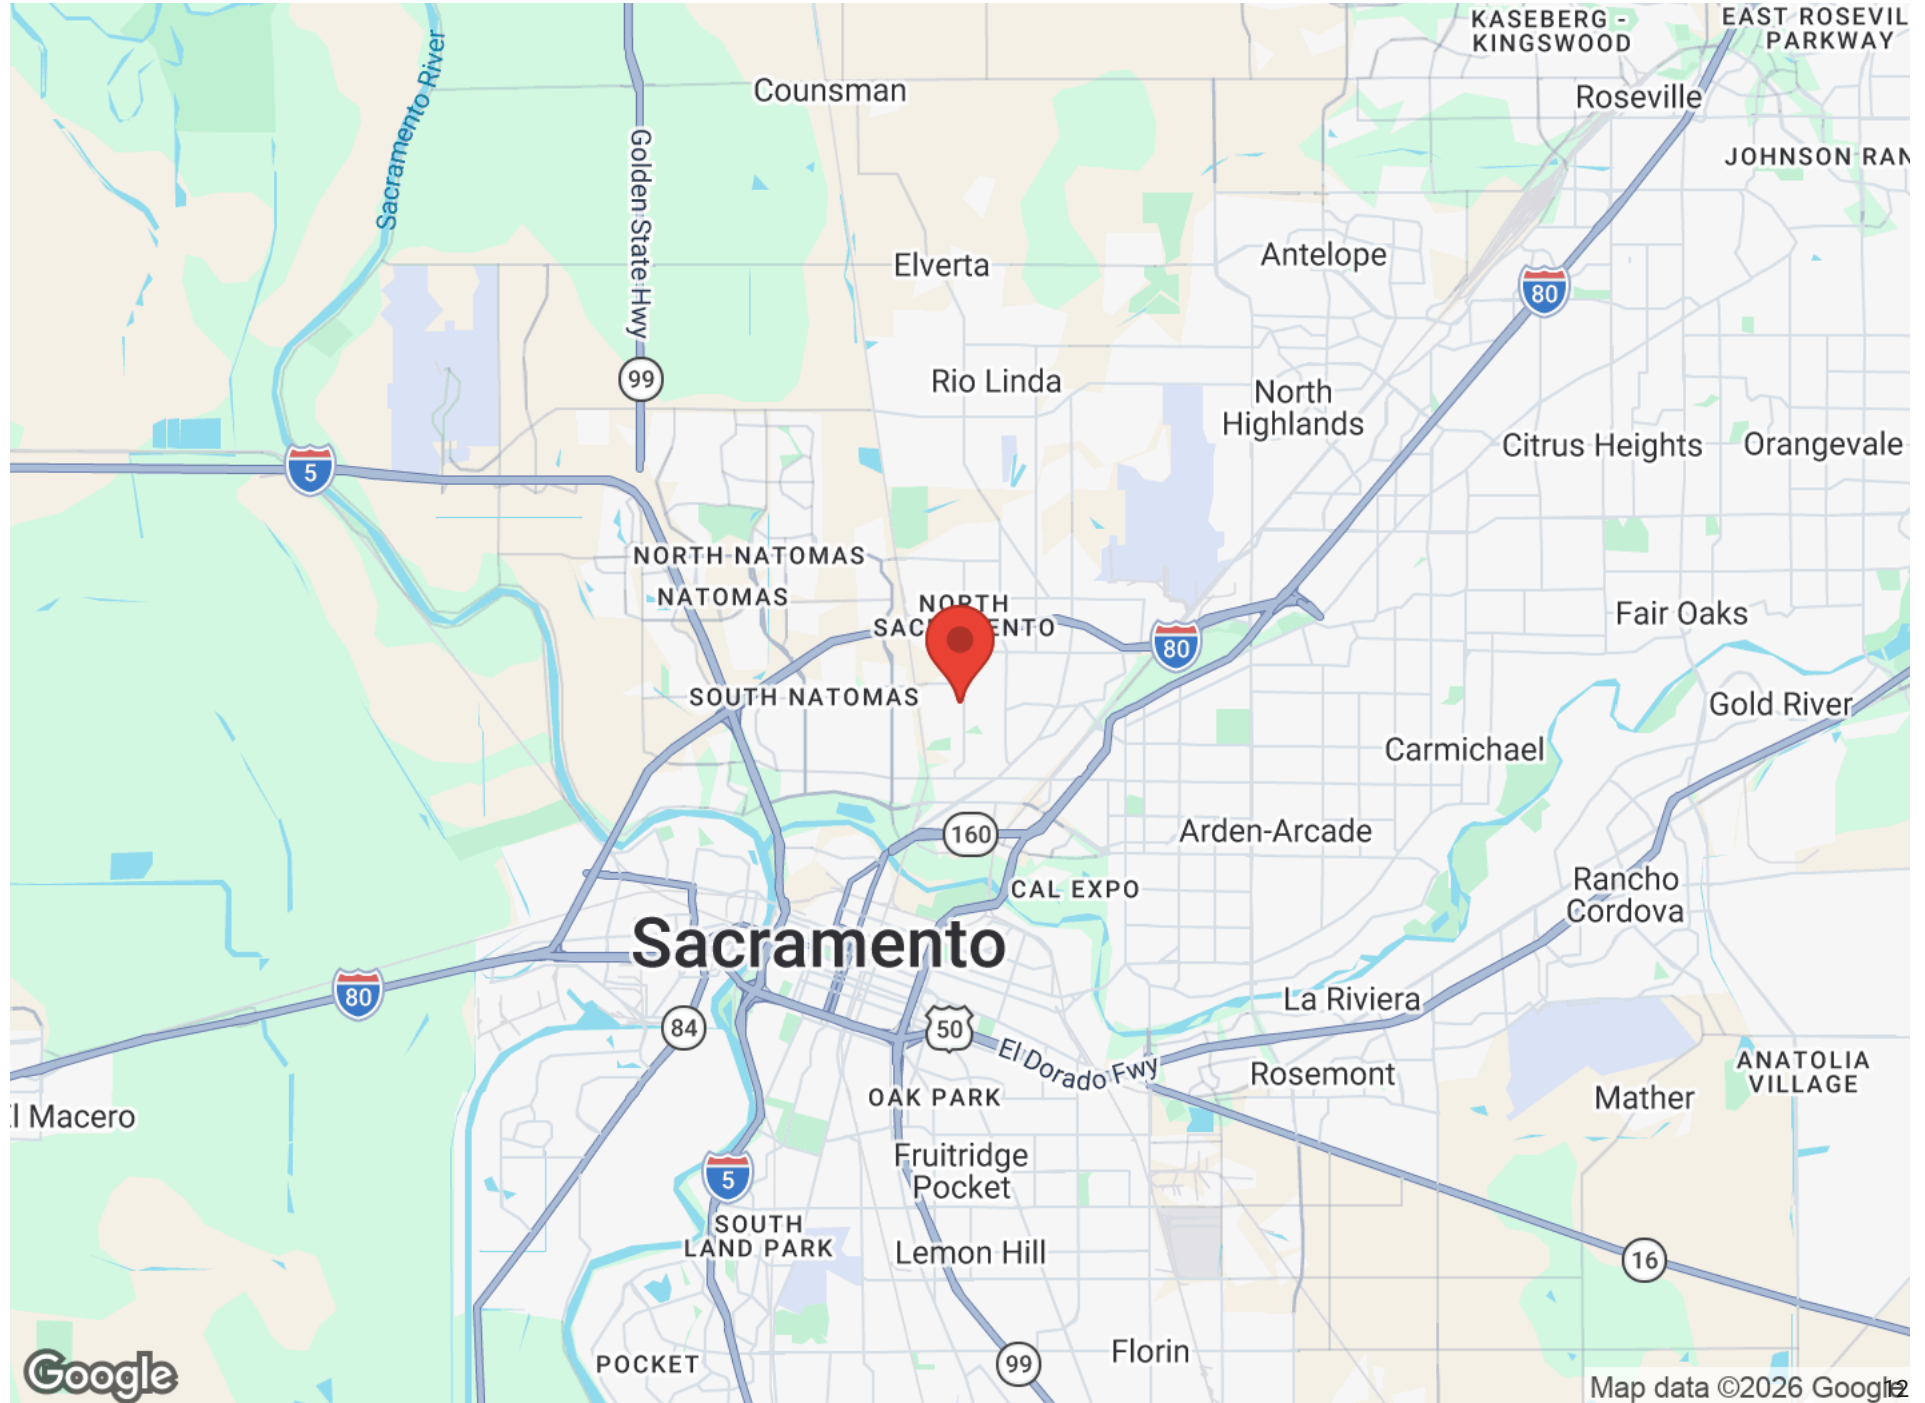 KASEBERG -
KINGSWOOD
EAST ROSEVIL
PARKWAY
Sacramento River
Counsman
Roseville
Golden State Hwy
JOHNSON RAN
Elverta
Antelope
80
99
Rio Linda
North
Highlands
Citrus Heights
Orangevale
5
NORTH NATOMAS
NATOMAS
NORTH
SAC ENTO
Fair Oaks
80
SOUTH NATOMAS
Gold River
Carmichael
160
Arden-Arcade
CAL EXPO
Rancho
Cordova
Sacramento
80
La Riviera
84
50
El Dorado Fwy
Rosemont
ANATOLIA
VILLAGE
OAK PARK
Mather
El Macero
Fruitridge
Pocket
5
SOUTH
LAND PARK
Lemon Hill
16
Florin
POCKET
99
Google
Map data ©2026 Google
12